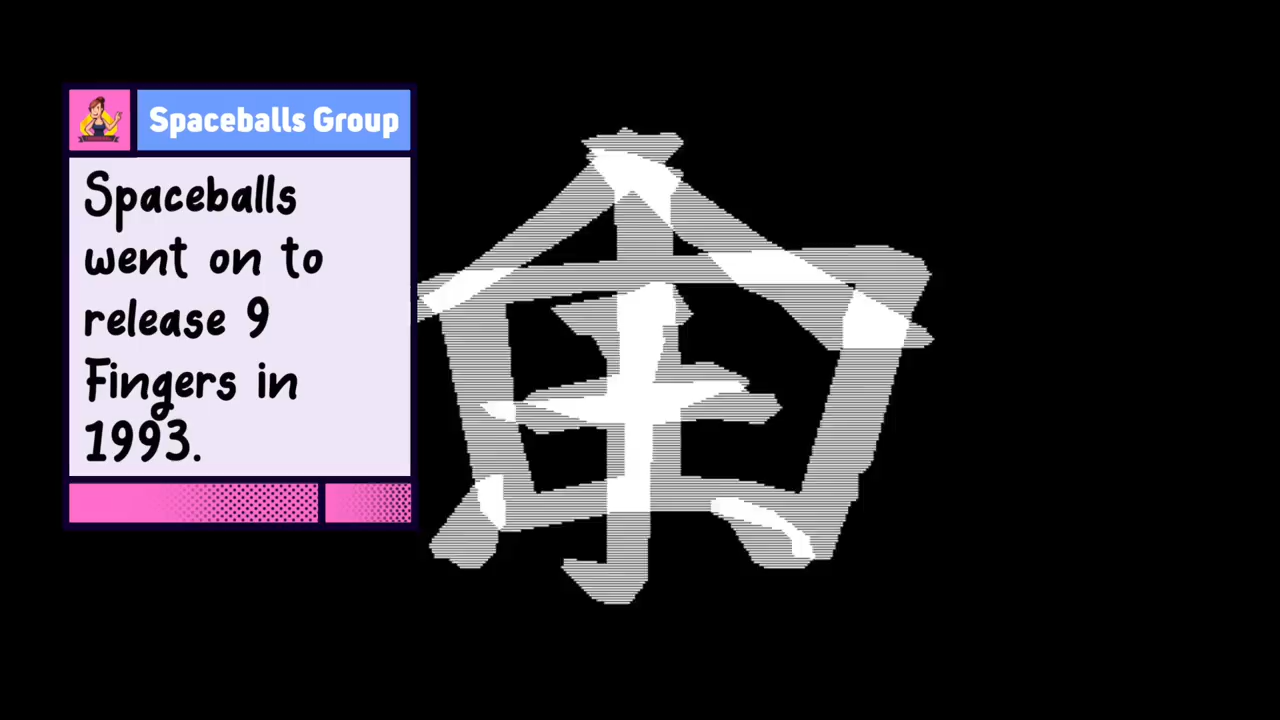 Spaceballs Group
Spaceballs
went on to
release 9
Fingers in
1993.